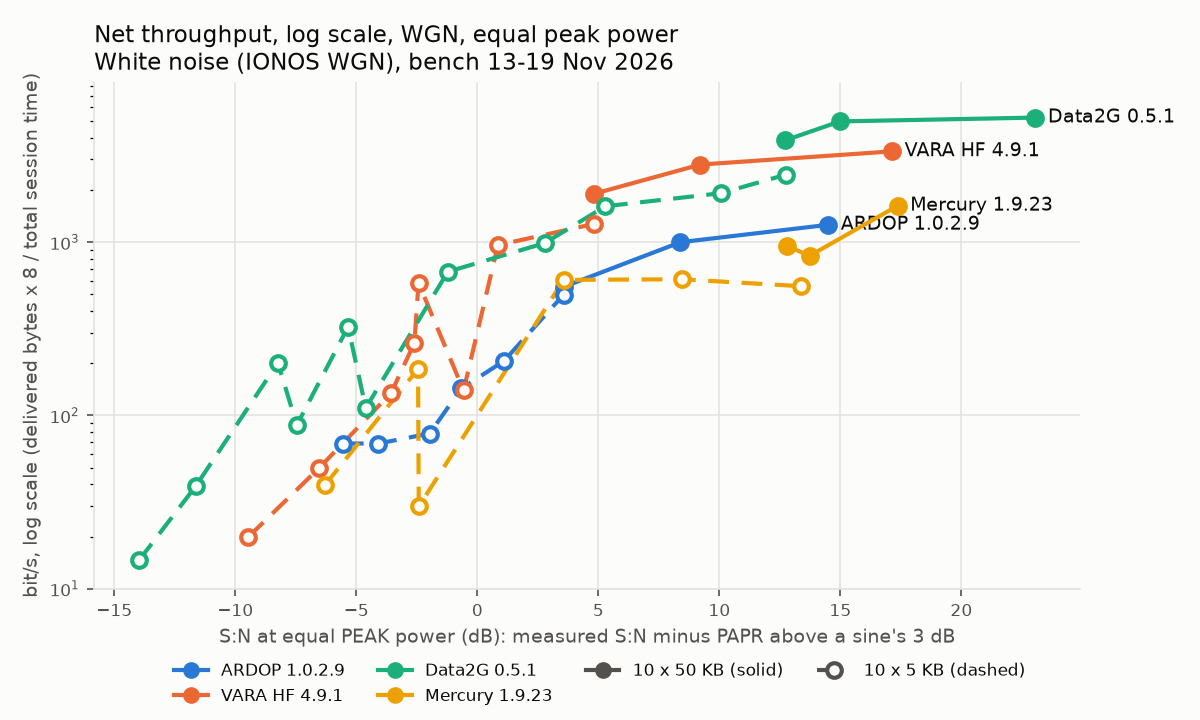 Net throughput, log scale, WGN, equal peak power
White noise (IONOS WGN), bench 13-19 Nov 2026
bit/s, log scale (delivered bytes x 8 / total session time)
10³
10²
10¹
Data2G 0.5.1
VARA HF 4.9.1
Mercury 1.9.23
ARDOP 1.0.2.9
−15 −10 −5 0 5 10 15 20
S:N at equal PEAK power (dB): measured S:N minus PAPR above a sine's 3 dB
ARDOP 1.0.2.9 Data2G 0.5.1 10 x 50 KB (solid) 10 x 5 KB (dashed)
VARA HF 4.9.1 Mercury 1.9.23